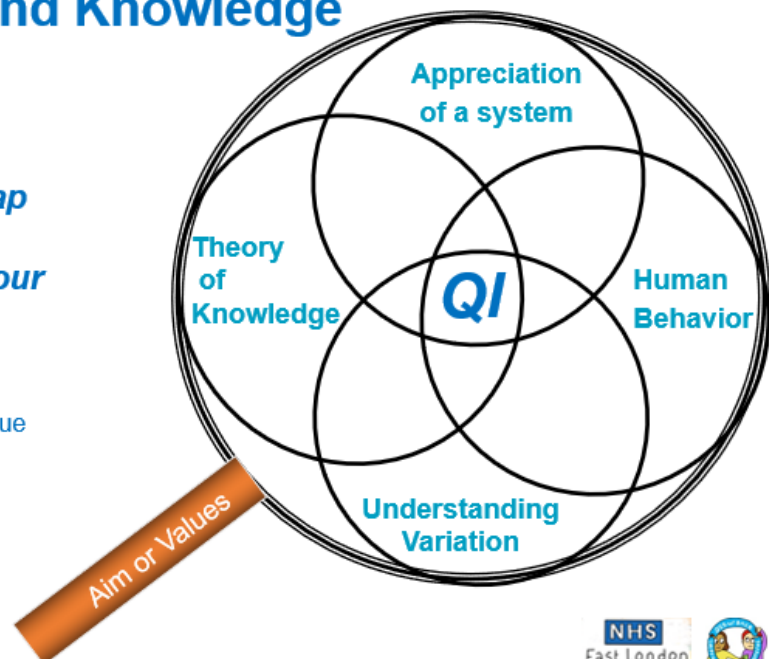 nd Knowledge
Appreciation
of a system
ap
Theory
of
Knowledge
QI
our
Human
Behavior
ue
Understanding
Variation
Aim or Values
NHS
East London